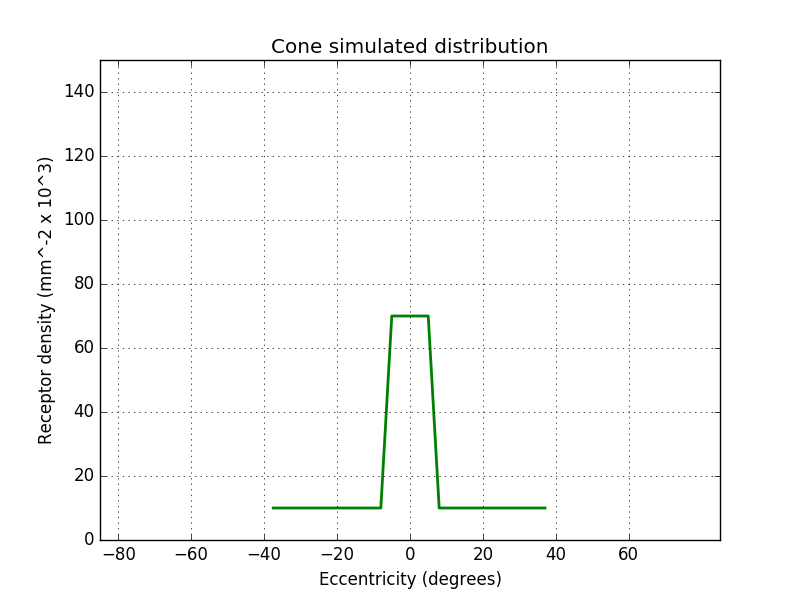 Cone simulated distribution
Receptor density (mm^-2 x 10^3)
140
120
100
80
60
40
20
0
−80 −60 −40 −20 0 20 40 60
Eccentricity (degrees)